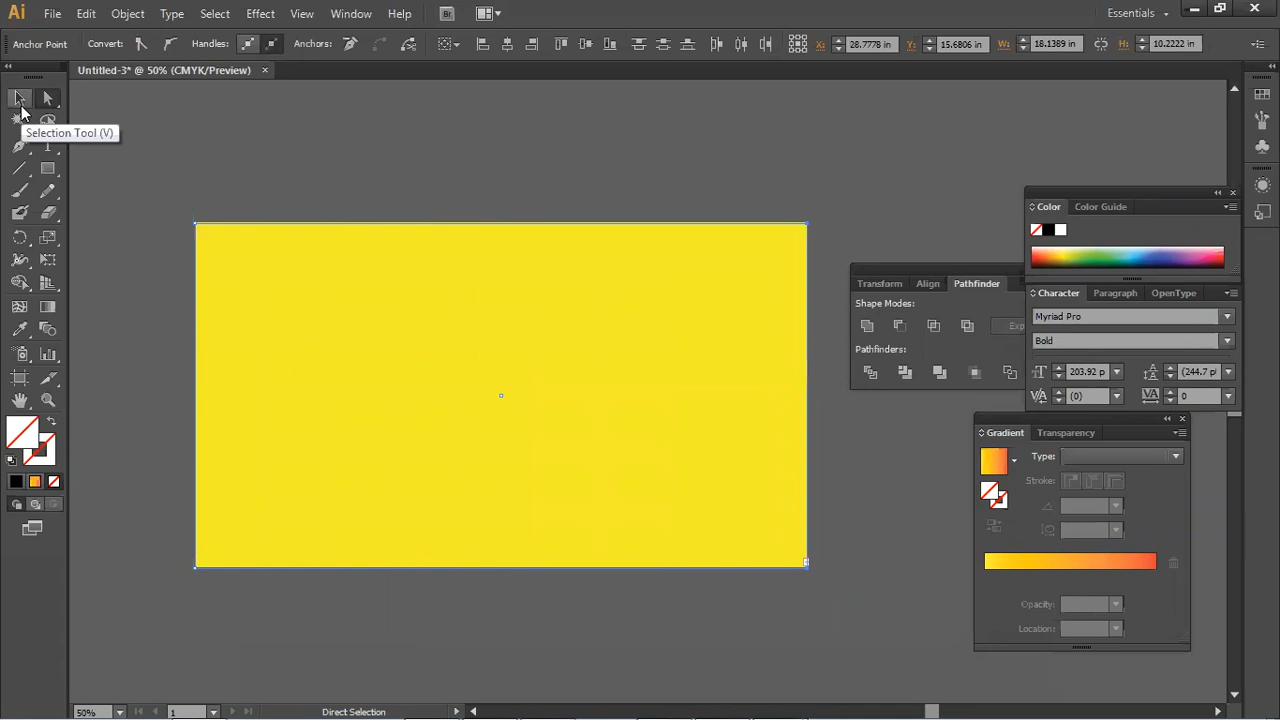 Ai File Edit Object Type Select Effect View Window Help Br Essentials
Anchor Point Convert: Handles: Anchors: X: 28.7778 in Y: 15.6806 in W: 18.1389 in H: 10.2222 in
Untitled-3* @ 50% (CMYK/Preview) ×
Selection Tool (V)
Color Color Guide
Transform Align Pathfinder
Shape Modes:
Exp
Pathfinders:
Character Paragraph OpenType
Myriad Pro
Bold
203.92 p (244.7 p
(0) 0
Gradient Transparency
Type:
Stroke:
Opacity:
Location:
50% 1 Direct Selection